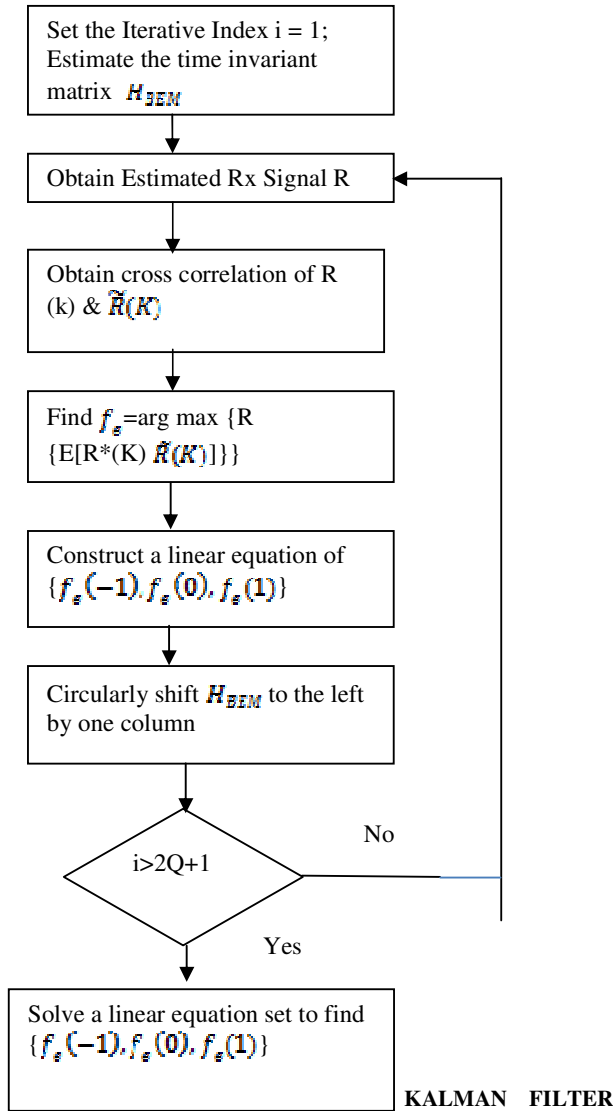 Set the Iterative Index i = 1;
Estimate the time invariant
matrix H_BEM
Obtain Estimated Rx Signal R
Obtain cross correlation of R
(k) & R̃(K)
Find f_e=arg max {R
{E[R*(K) R̃(K)]}}
Construct a linear equation of
{f_e(−1), f_e(0), f_e(1)}
Circularly shift H_BEM to the left
by one column
i>2Q+1
No
Yes
Solve a linear equation set to find
{f_e(−1), f_e(0), f_e(1)}
KALMAN FILTER